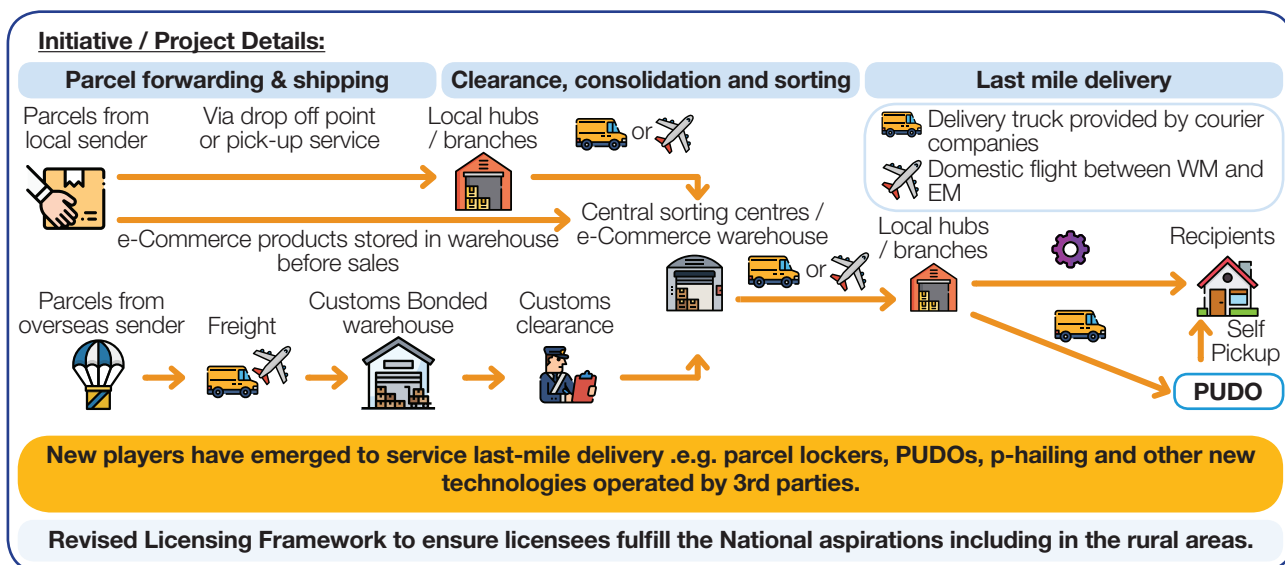 Initiative / Project Details:
Parcel forwarding & shipping
Clearance, consolidation and sorting
Last mile delivery
Parcels from
local sender
Via drop off point
or pick-up service
Local hubs
/ branches
or
Delivery truck provided by courier
companies
Domestic flight between WM and
EM
e-Commerce products stored in warehouse
before sales
Central sorting centres /
e-Commerce warehouse
or
Local hubs
/ branches
Recipients
Parcels from
overseas sender
Freight
Customs Bonded
warehouse
Customs
clearance
Self
Pickup
PUDO
New players have emerged to service last-mile delivery .e.g. parcel lockers, PUDOs, p-hailing and other new
technologies operated by 3rd parties.
Revised Licensing Framework to ensure licensees fulfill the National aspirations including in the rural areas.